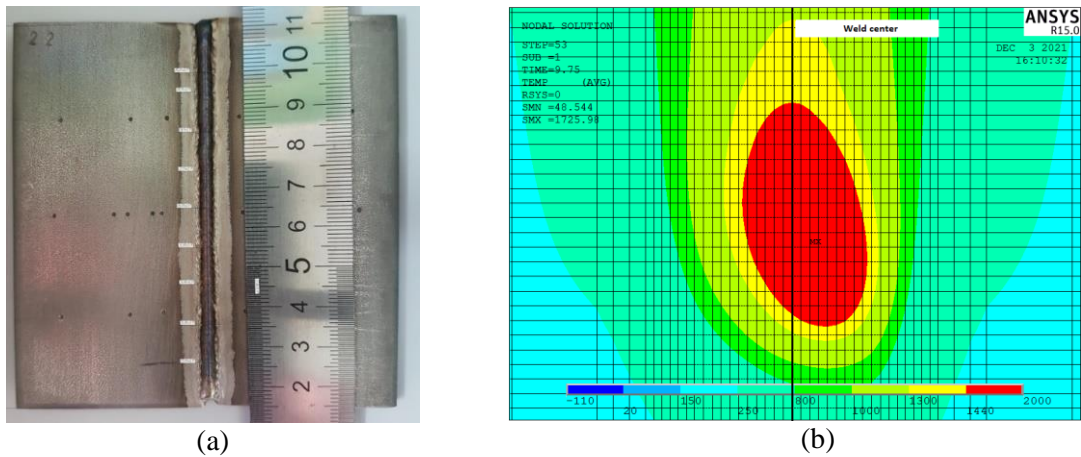 22
11
10
9
8
7
6
5
4
3
2
(a)
NODAL SOLUTION
STEP=53
SUB =1
TIME=9.75
TEMP (AVG)
RSYS=0
SMN =48.544
SMX =1725.98
Weld center
ANSYS
R15.0
DEC 3 2021
16:10:32
MX
-110 150 800 1300 2000
20 250 1000 1440
(b)